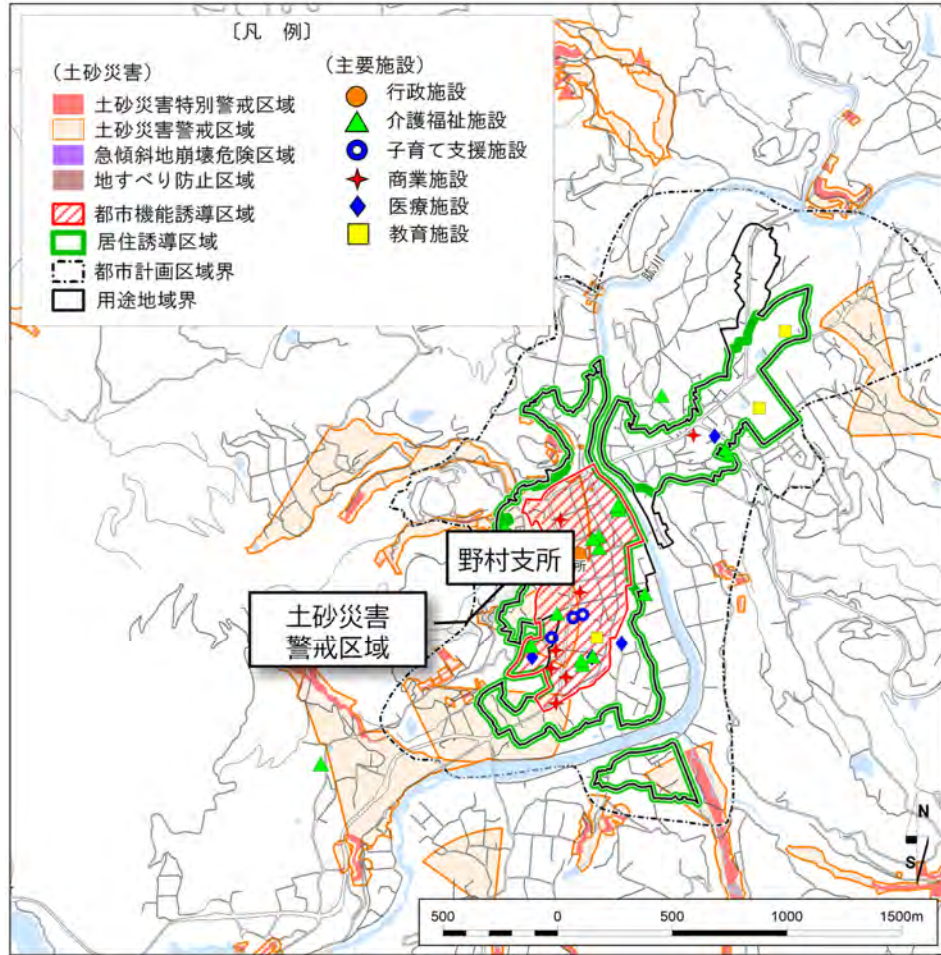 〔凡　例〕
(土砂災害)
土砂災害特別警戒区域
土砂災害警戒区域
急傾斜地崩壊危険区域
地すべり防止区域
都市機能誘導区域
居住誘導区域
都市計画区域界
用途地域界
(主要施設)
行政施設
介護福祉施設
子育て支援施設
商業施設
医療施設
教育施設
肱川
野村支所
所
土砂災害
警戒区域
N
S
500 0 500 1000 1500m